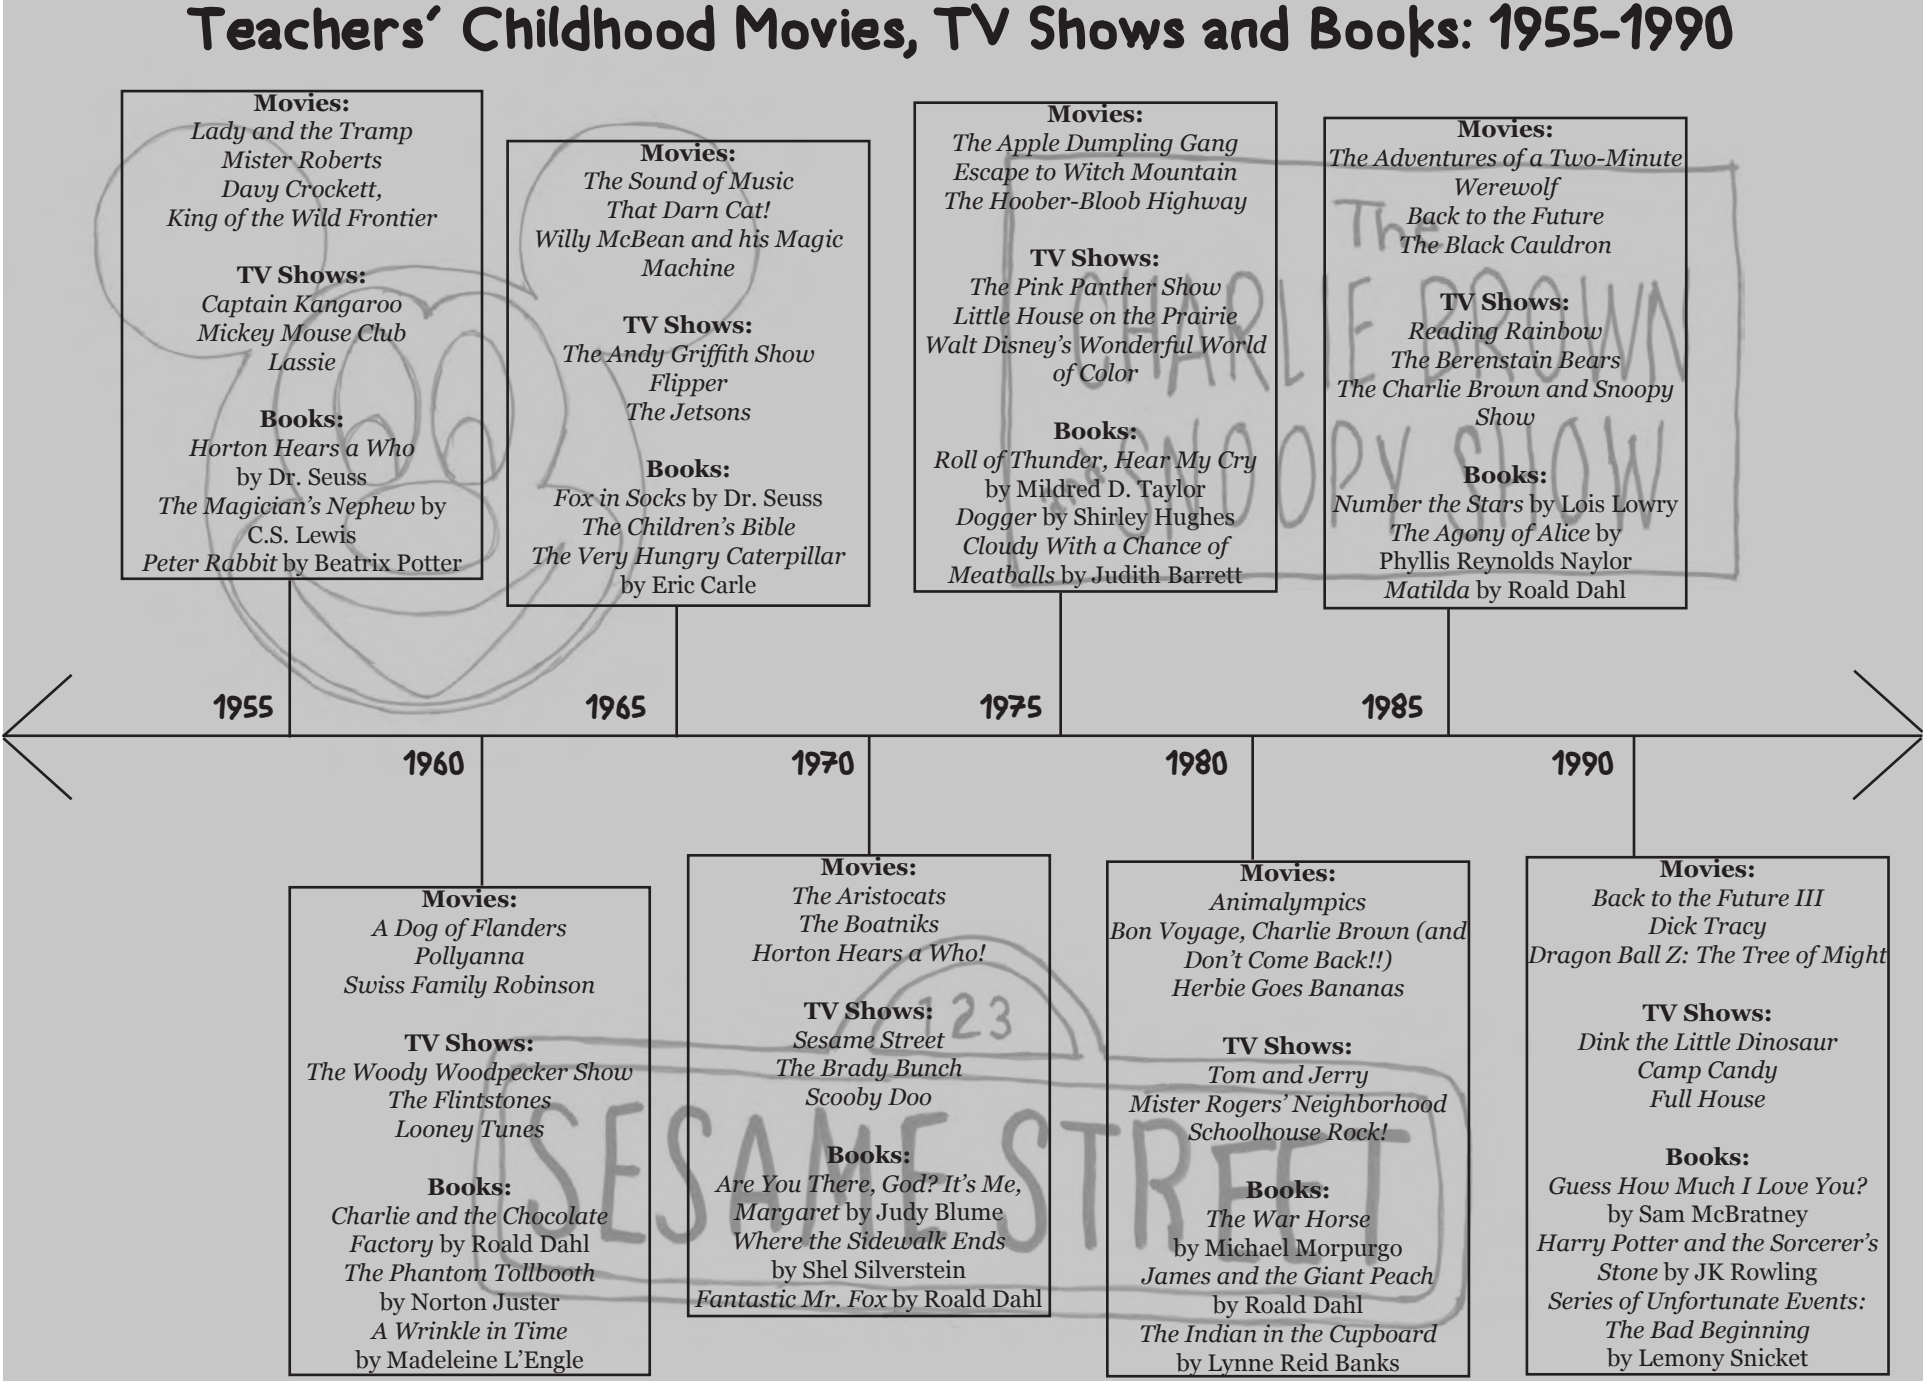 Teachers’ Childhood Movies, TV Shows and Books: 1955-1990
Movies:
Lady and the Tramp
Mister Roberts
Davy Crockett,
King of the Wild Frontier
TV Shows:
Captain Kangaroo
Mickey Mouse Club
Lassie
Books:
Horton Hears a Who
by Dr. Seuss
The Magician’s Nephew by
C.S. Lewis
Peter Rabbit by Beatrix Potter
1955
Movies:
A Dog of Flanders
Pollyanna
Swiss Family Robinson
TV Shows:
The Woody Woodpecker Show
The Flintstones
Looney Tunes
Books:
Charlie and the Chocolate
Factory by Roald Dahl
The Phantom Tollbooth
by Norton Juster
A Wrinkle in Time
by Madeleine L’Engle
1960
Movies:
The Sound of Music
That Darn Cat!
Willy McBean and his Magic
Machine
TV Shows:
The Andy Griffith Show
Flipper
The Jetsons
Books:
Fox in Socks by Dr. Seuss
The Children’s Bible
The Very Hungry Caterpillar
by Eric Carle
1965
Movies:
The Aristocats
The Boatniks
Horton Hears a Who!
TV Shows:
Sesame Street
The Brady Bunch
Scooby Doo
Books:
Are You There, God? It’s Me,
Margaret by Judy Blume
Where the Sidewalk Ends
by Shel Silverstein
Fantastic Mr. Fox by Roald Dahl
1970
Movies:
The Apple Dumpling Gang
Escape to Witch Mountain
The Hoober-Bloob Highway
TV Shows:
The Pink Panther Show
Little House on the Prairie
Walt Disney’s Wonderful World
of Color
Books:
Roll of Thunder, Hear My Cry
by Mildred D. Taylor
Dogger by Shirley Hughes
Cloudy With a Chance of
Meatballs by Judith Barrett
1975
Movies:
Animalympics
Bon Voyage, Charlie Brown (and
Don’t Come Back!!)
Herbie Goes Bananas
TV Shows:
Tom and Jerry
Mister Rogers’ Neighborhood
Schoolhouse Rock!
Books:
The War Horse
by Michael Morpurgo
James and the Giant Peach
by Roald Dahl
The Indian in the Cupboard
by Lynne Reid Banks
1980
Movies:
The Adventures of a Two-Minute
Werewolf
Back to the Future
The Black Cauldron
TV Shows:
Reading Rainbow
The Berenstain Bears
The Charlie Brown and Snoopy
Show
Books:
Number the Stars by Lois Lowry
The Agony of Alice by
Phyllis Reynolds Naylor
Matilda by Roald Dahl
1985
Movies:
Back to the Future III
Dick Tracy
Dragon Ball Z: The Tree of Might
TV Shows:
Dink the Little Dinosaur
Camp Candy
Full House
Books:
Guess How Much I Love You?
by Sam McBratney
Harry Potter and the Sorcerer’s
Stone by JK Rowling
Series of Unfortunate Events:
The Bad Beginning
by Lemony Snicket
1990
The
CHARLIE BROWN
and SNOOPY SHOW
123
SESAME STREET